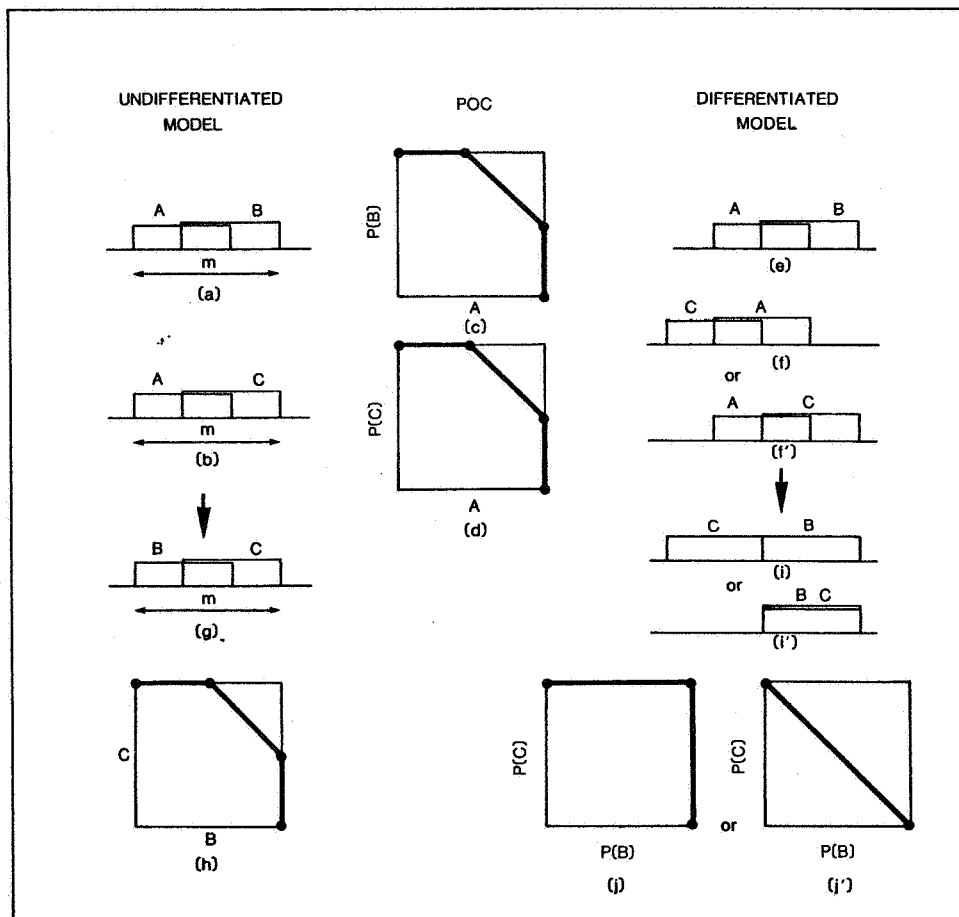 UNDIFFERENTIATED
MODEL
POC
DIFFERENTIATED
MODEL
A B
m
(a)
P(B)
A
(c)
A B
(e)
C A
(f)
or
A C
(f')
A C
m
(b)
P(C)
A
(d)
B C
m
(g)
C B
(i)
or
B C
(i')
C
B
(h)
P(C)
P(B)
(j)
or
P(C)
P(B)
(j')